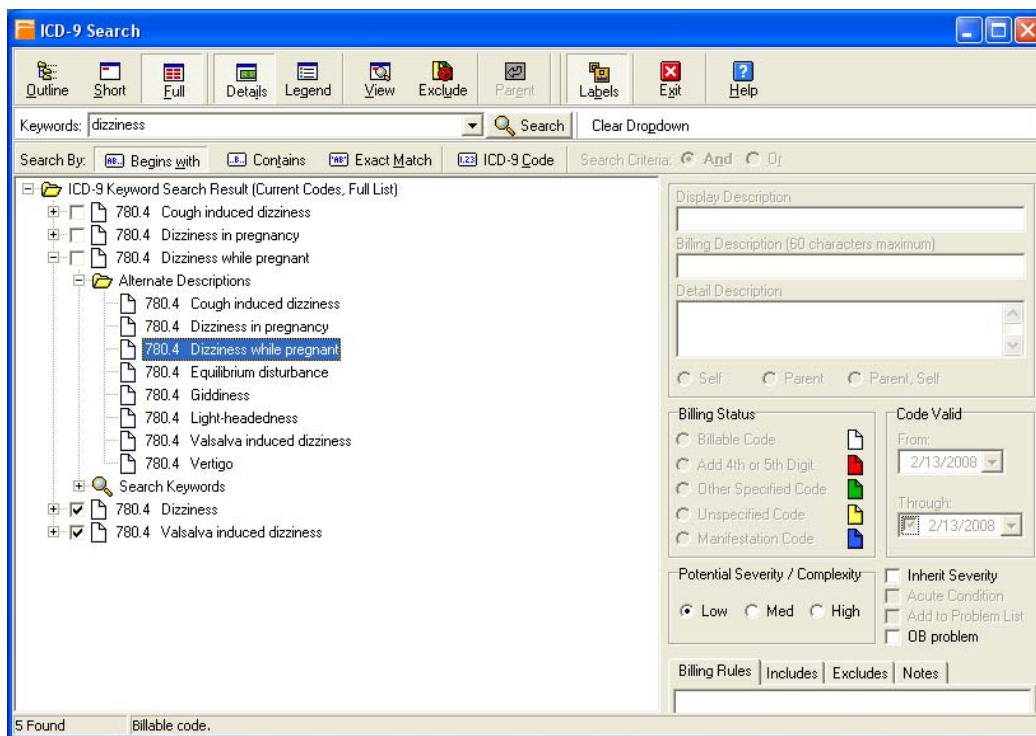 ICD-9 Search
Outline Short Full Details Legend View Exclude Parent Labels Exit Help
Keywords: dizziness Search Clear Dropdown
Search By: AB.. Begins with ..B.. Contains "AB" Exact Match 1.23 ICD-9 Code Search Criteria: And Or
ICD-9 Keyword Search Result (Current Codes, Full List)
780.4 Cough induced dizziness
780.4 Dizziness in pregnancy
780.4 Dizziness while pregnant
Alternate Descriptions
780.4 Cough induced dizziness
780.4 Dizziness in pregnancy
780.4 Dizziness while pregnant
780.4 Equilibrium disturbance
780.4 Giddiness
780.4 Light-headedness
780.4 Valsalva induced dizziness
780.4 Vertigo
Search Keywords
780.4 Dizziness
780.4 Valsalva induced dizziness
Display Description
Billing Description (60 characters maximum)
Detail Description
Self Parent Parent, Self
Billing Status
Billable Code
Add 4th or 5th Digit
Other Specified Code
Unspecified Code
Manifestation Code
Code Valid
From:
2/13/2008
Through:
2/13/2008
Potential Severity / Complexity
Low Med High
Inherit Severity
Acute Condition
Add to Problem List
OB problem
Billing Rules Includes Excludes Notes
5 Found Billable code.